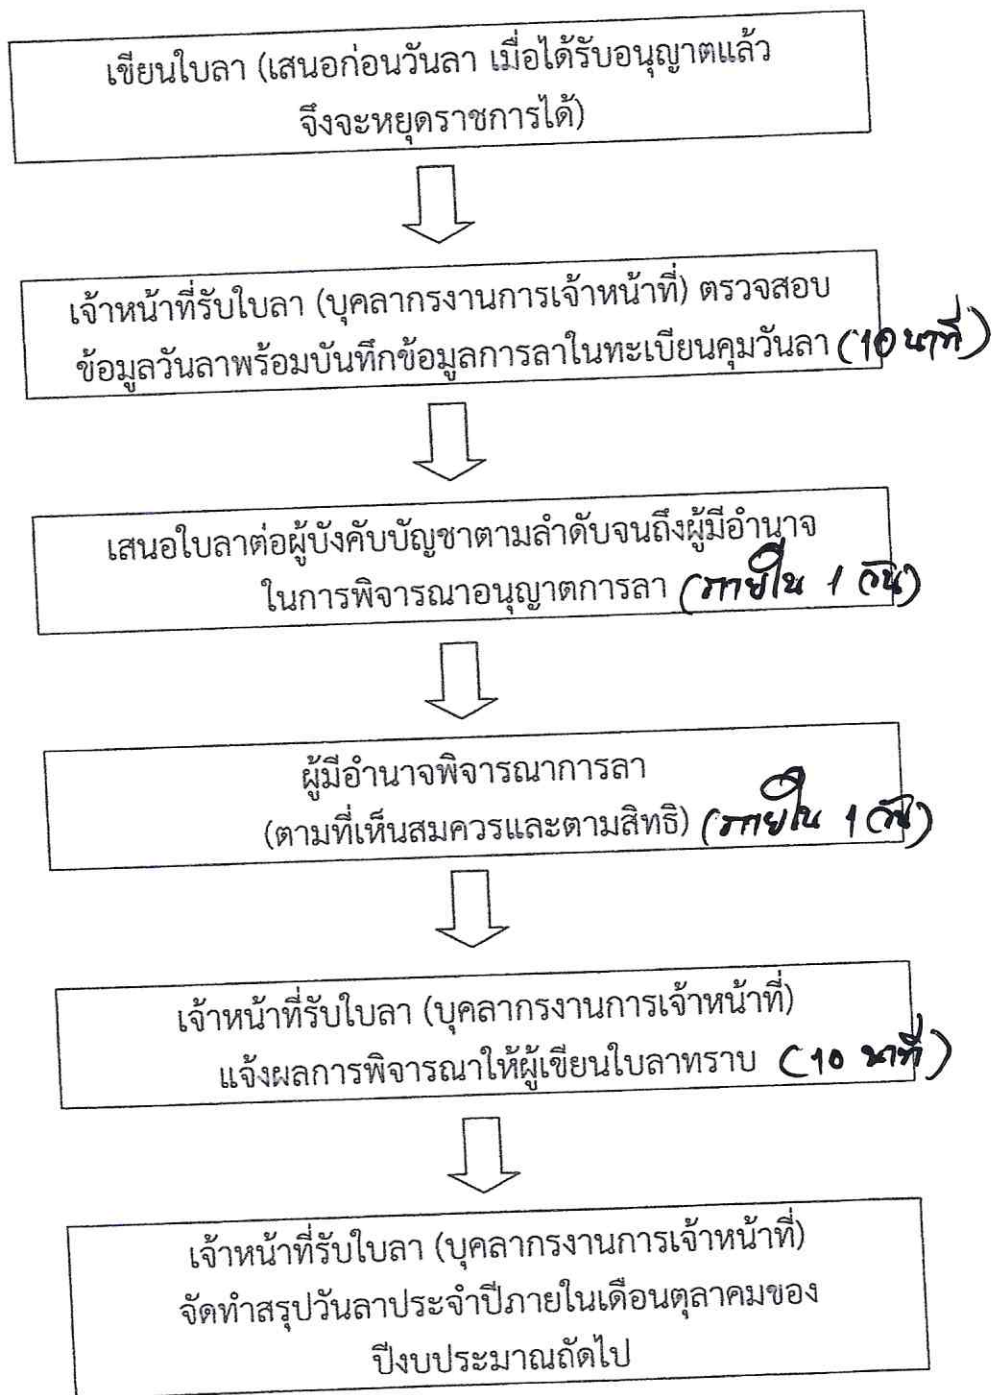 เขียนใบลา (เสนอก่อนวันลา เมื่อได้รับอนุญาตแล้ว
จึงจะหยุดราชการได้)
เจ้าหน้าที่รับใบลา (บุคลากรงานการเจ้าหน้าที่) ตรวจสอบ
ข้อมูลวันลาพร้อมบันทึกข้อมูลการลาในทะเบียนคุมวันลา (10 นาที)
เสนอใบลาต่อผู้บังคับบัญชาตามลำดับจนถึงผู้มีอำนาจ
ในการพิจารณาอนุญาตการลา (ภายใน 1 วัน)
ผู้มีอำนาจพิจารณาการลา
(ตามที่เห็นสมควรและตามสิทธิ) (ภายใน 1 วัน)
เจ้าหน้าที่รับใบลา (บุคลากรงานการเจ้าหน้าที่)
แจ้งผลการพิจารณาให้ผู้เขียนใบลาทราบ (10 นาที)
เจ้าหน้าที่รับใบลา (บุคลากรงานการเจ้าหน้าที่)
จัดทำสรุปวันลาประจำปีภายในเดือนตุลาคมของ
ปีงบประมาณถัดไป